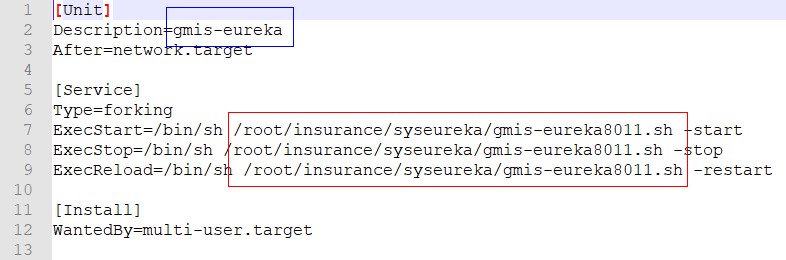 1 [Unit]
2 Description=gmis-eureka
3 After=network.target
4
5 [Service]
6 Type=forking
7 ExecStart=/bin/sh /root/insurance/syseureka/gmis-eureka8011.sh -start
8 ExecStop=/bin/sh /root/insurance/syseureka/gmis-eureka8011.sh -stop
9 ExecReload=/bin/sh /root/insurance/syseureka/gmis-eureka8011.sh -restart
10
11 [Install]
12 WantedBy=multi-user.target
13